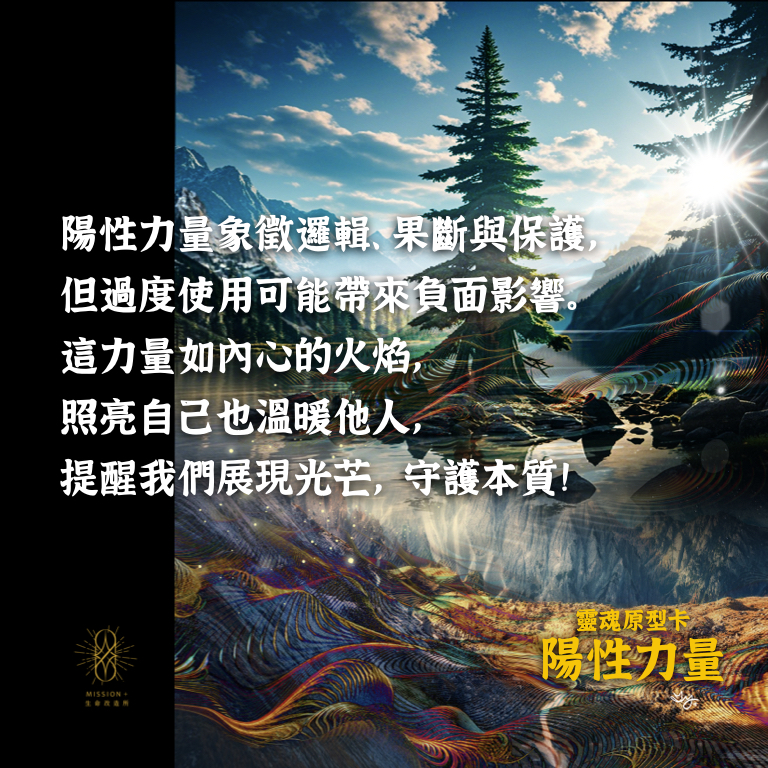 陽性力量象徵邏輯、果斷與保護,
但過度使用可能帶來負面影響。
這力量如內心的火焰,
照亮自己也溫暖他人,
提醒我們展現光芒, 守護本質!
靈魂原型卡
陽性力量
MISSION+
生命改造所